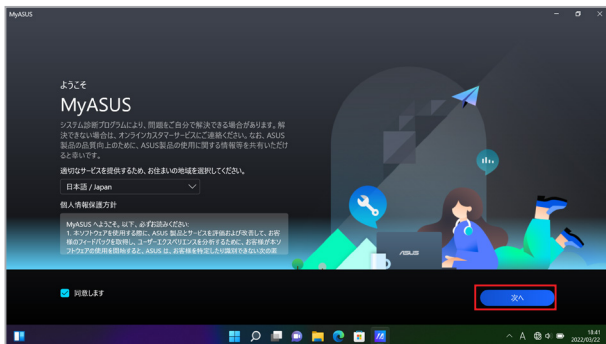 MyASUS
ようこそ
MyASUS
システム診断プログラムにより、問題をご自分で解決できる場合があります。解
決できない場合は、オンラインカスタマーサービスにご連絡ください。なお、ASUS
製品の品質向上のために、ASUS製品の使用に関する情報等を共有いただけ
ると幸いです。
適切なサービスを提供するため、お住まいの地域を選択してください。
日本語 / Japan
個人情報保護方針
MyASUS へようこそ。以下、必ずお読みください:
1. 本ソフトウェアを使用する際に、ASUS 製品とサービスを評価および改善して、お客
様のフィードバックを取得し、ユーザーエクスペリエンスを分析するために、お客様が本ソ
フトウェアの使用を開始すると、ASUS は、お客様を特定したり識別できない次の情
ASUS
同意します
次へ
A
18:41
2022/03/22